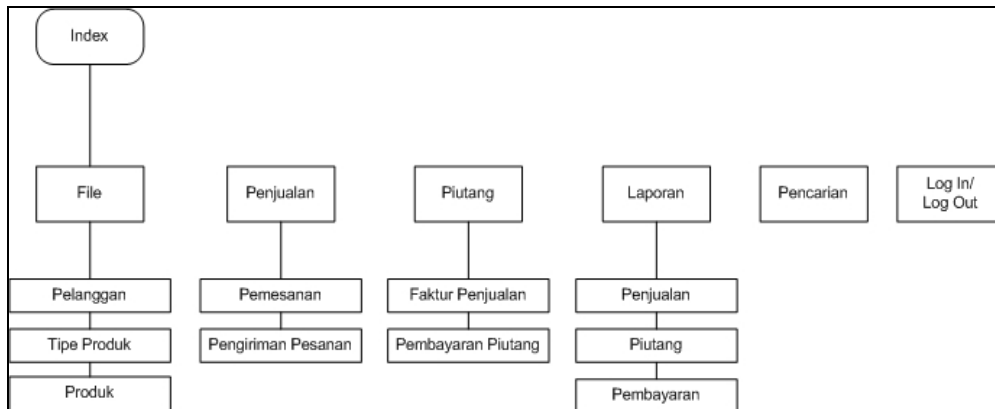 Index
File
Penjualan
Piutang
Laporan
Pencarian
Log In/
Log Out
Pelanggan
Pemesanan
Faktur Penjualan
Penjualan
Tipe Produk
Pengiriman Pesanan
Pembayaran Piutang
Piutang
Produk
Pembayaran